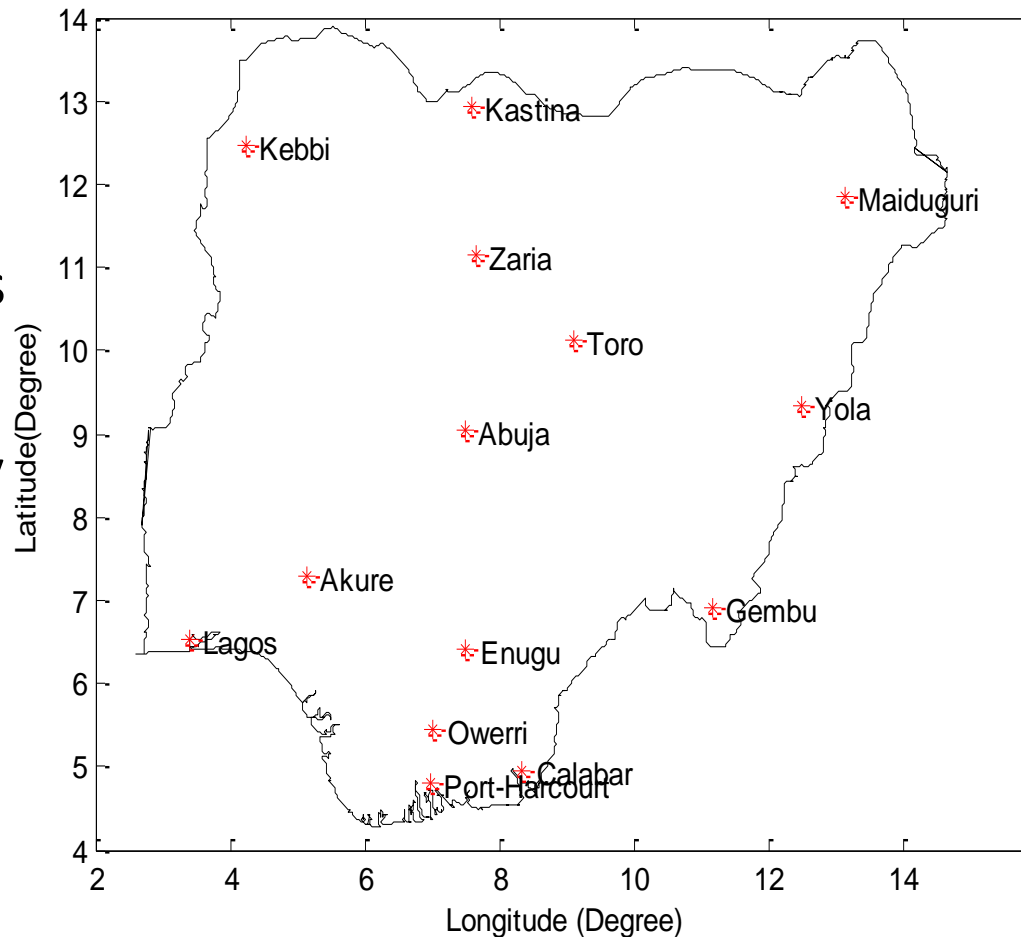 14
13
12
11
10
9
8
7
6
5
4
Latitude(Degree)
Kastina
Kebbi
Maiduguri
Zaria
Toro
Yola
Abuja
Akure
Gembu
Lagos
Enugu
Owerri
Calabar
Port-Harcourt
2 4 6 8 10 12 14
Longitude (Degree)